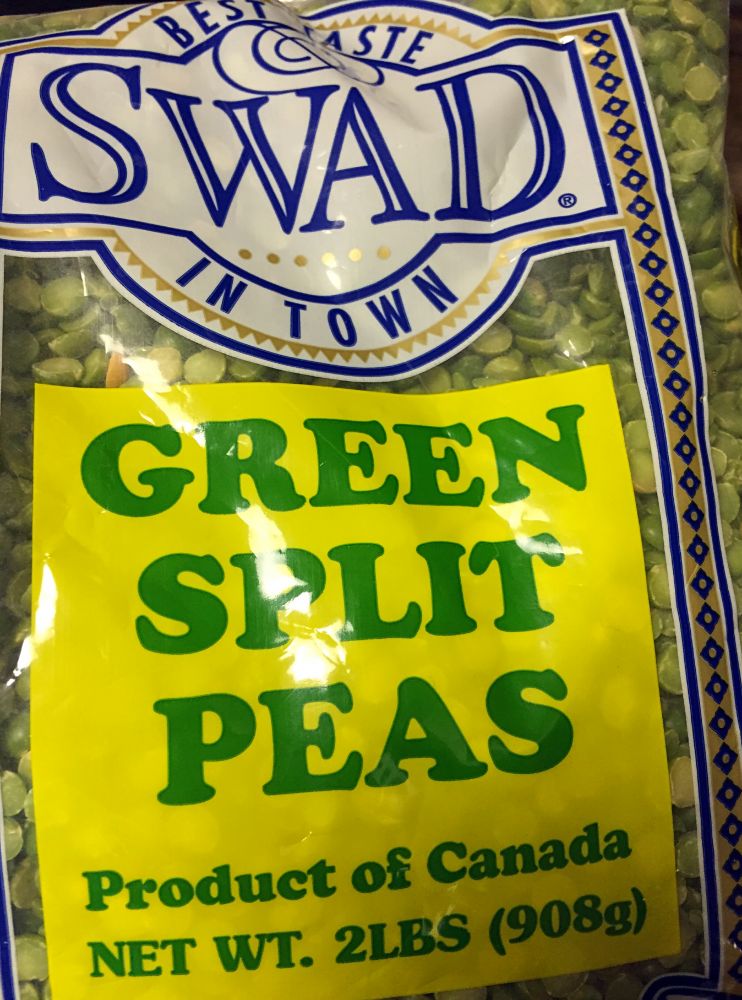 BEST TASTE
SWAD®
IN TOWN
GREEN
SPLIT
PEAS
Product of Canada
NET WT. 2LBS (908g)